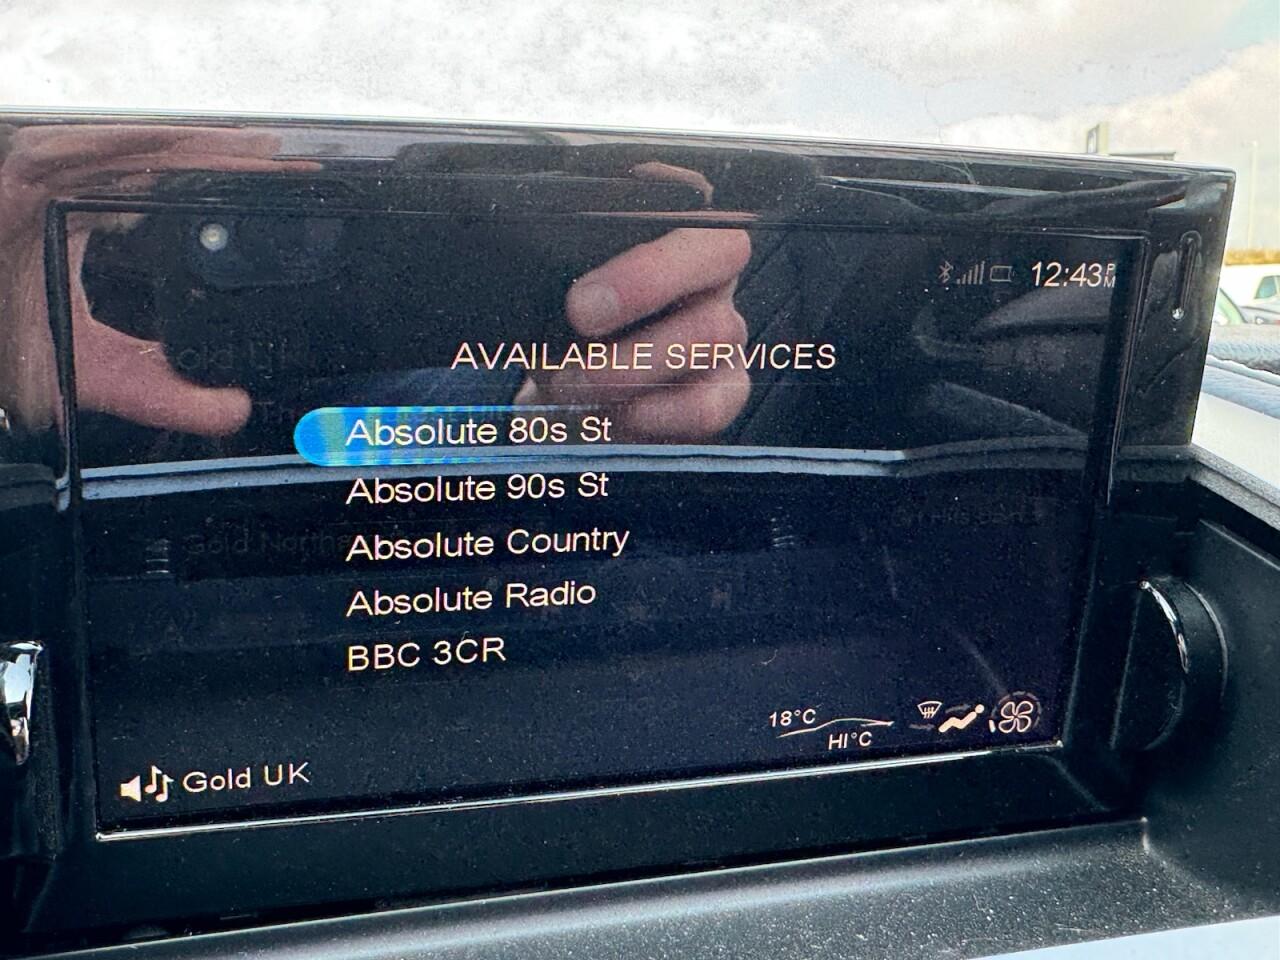 12:43PM
AVAILABLE SERVICES
Absolute 80s St
Absolute 90s St
Absolute Country
Absolute Radio
BBC 3CR
18°C
HI°C
Gold UK